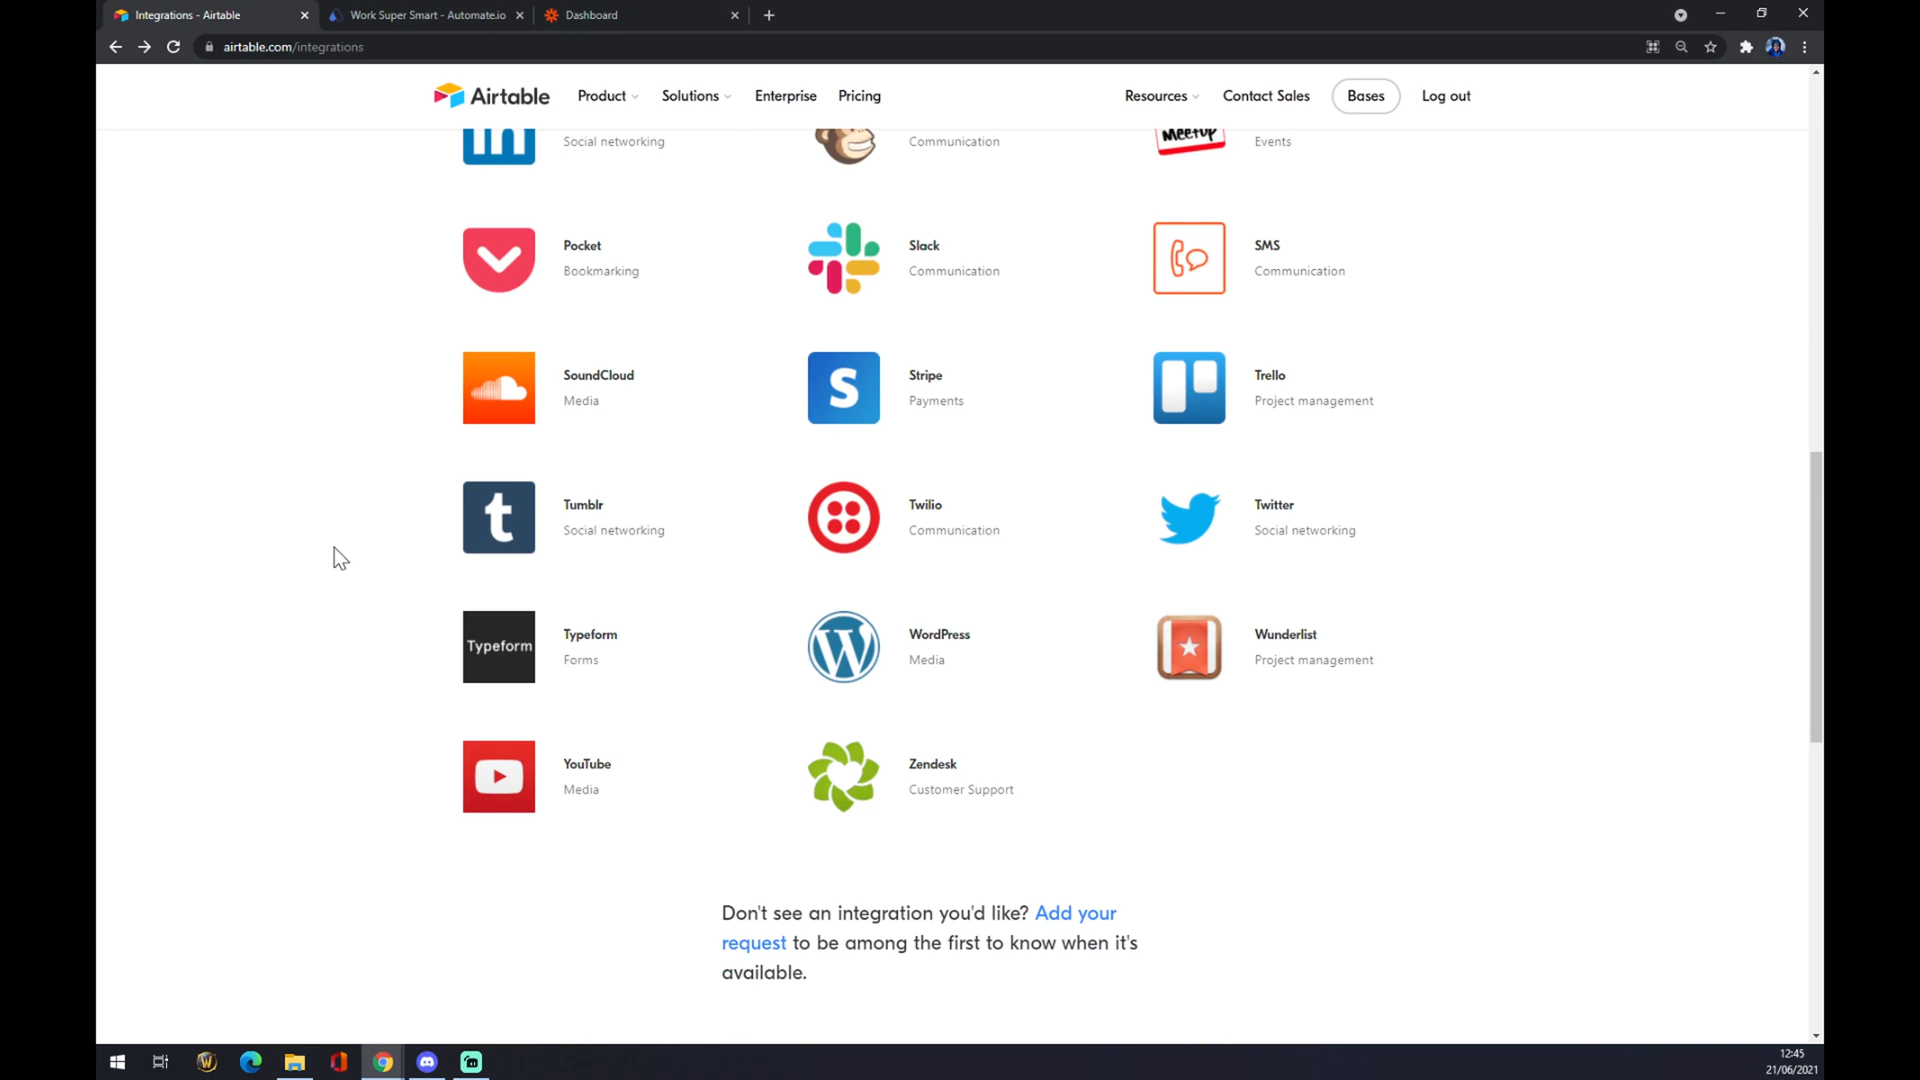 Integrations - Airtable
Work Super Smart - Automate.io
Dashboard
airtable.com/integrations
Airtable
Product
Solutions
Enterprise
Pricing
Resources
Contact Sales
Bases
Log out
in
Social networking
Communication
Meetup
Events
Pocket
Bookmarking
Slack
Communication
SMS
Communication
SoundCloud
Media
S
Stripe
Payments
Trello
Project management
t
Tumblr
Social networking
Twilio
Communication
Twitter
Social networking
Typeform
Typeform
Forms
W
WordPress
Media
Wunderlist
Project management
YouTube
Media
Zendesk
Customer Support
Don't see an integration you'd like? Add your
request to be among the first to know when it's
available.
W
12:45
21/06/2021